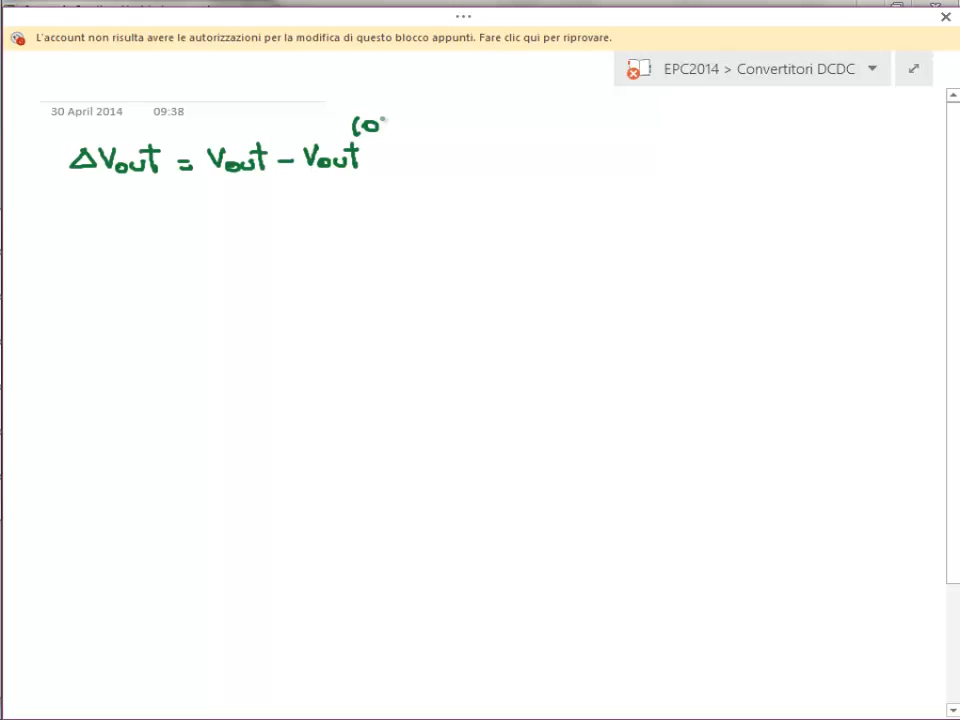 L'account non risulta avere le autorizzazioni per la modifica di questo blocco appunti. Fare clic qui per riprovare.
EPC2014 > Convertitori DCDC
30 April 2014 09:38
(0
ΔVout = Vout - Vout